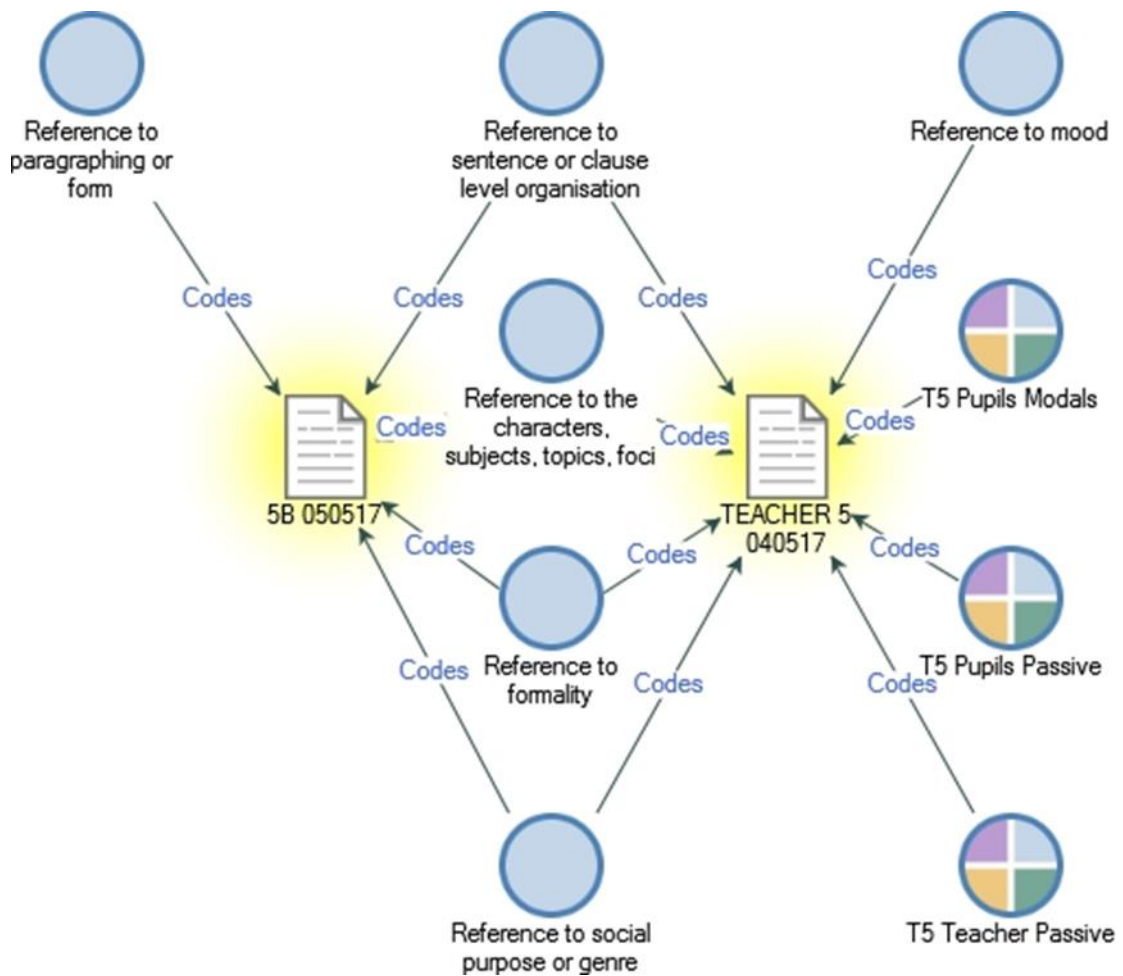 Reference to
paragraphing or
form
Reference to
sentence or clause
level organisation
Reference to mood
Codes
Codes
Codes
Codes
Reference to the
characters,
subjects, topics, foci
T5 Pupils Modals
Codes
Codes
Codes
5B 050517
TEACHER 5
040517
Codes
Codes
Codes
Reference to
formality
T5 Pupils Passive
Codes
Codes
Codes
Reference to social
purpose or genre
T5 Teacher Passive